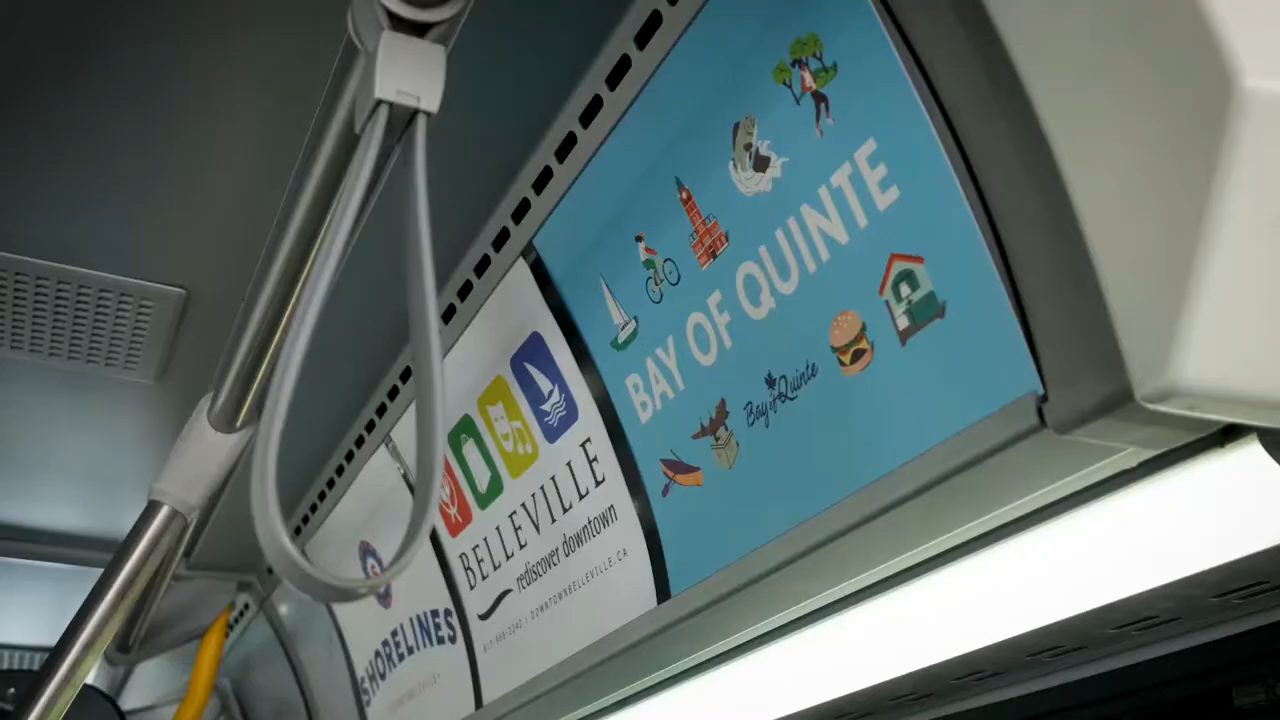 SHORELINES
BELLEVILLE
rediscover downtown
DOWNTOWNBELLEVILLE.CA
BAY OF QUINTE
Bay of Quinte